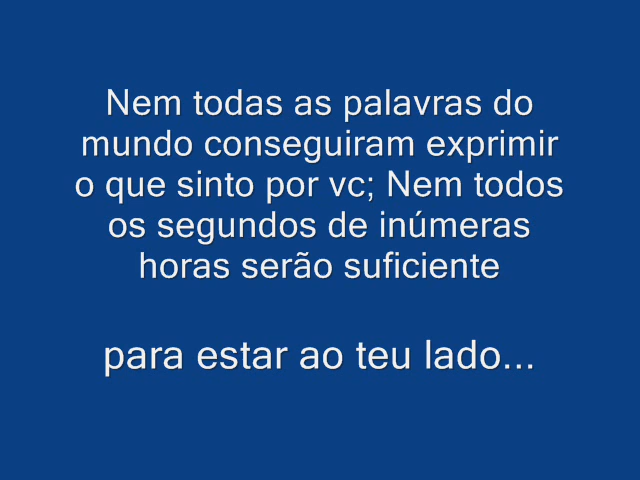 Nem todas as palavras do
mundo conseguiram exprimir
o que sinto por vc; Nem todos
os segundos de inúmeras
horas serão suficiente
para estar ao teu lado...